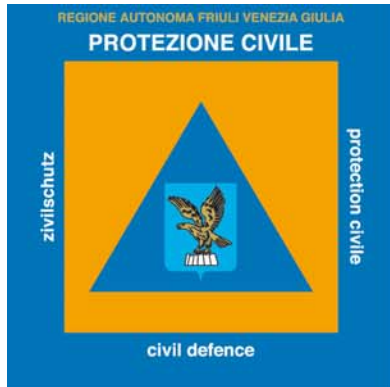 REGIONE AUTONOMA FRIULI VENEZIA GIULIA
PROTEZIONE CIVILE
zivilschutz
protection civile
civil defence